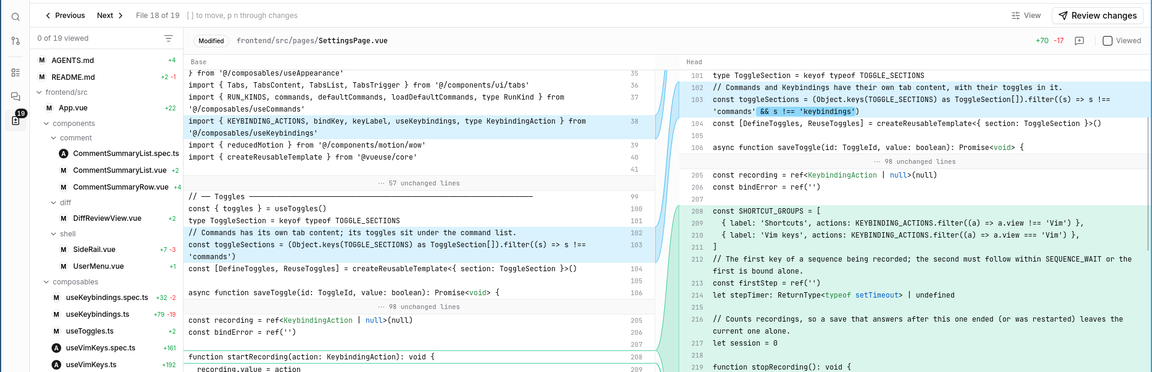 Previous Next File 18 of 19 [ ] to move, p n through changes View Review changes
0 of 19 viewed
Modified frontend/src/pages/SettingsPage.vue +70 -17 Viewed
AGENTS.md +4
README.md +2 -1
frontend/src
App.vue +22
components
comment
CommentSummaryList.spec.ts
CommentSummaryList.vue +2
CommentSummaryRow.vue +4
diff
DiffReviewView.vue +2
shell
SideRail.vue +7 -3
UserMenu.vue +1
composables
useKeybindings.spec.ts +32 -2
useKeybindings.ts +79 -19
useToggles.ts +2
useVimKeys.spec.ts +161
useVimKeys.ts +192
19
Base
} from '@/composables/useAppearance' 35
import { Tabs, TabsContent, TabsList, TabsTrigger } from '@/components/ui/tabs' 36
import { RUN_KINDS, commands, defaultCommands, loadDefaultCommands, type RunKind } from 37
'@/composables/useCommands'
import { KEYBINDING_ACTIONS, bindKey, keyLabel, useKeybindings, type KeybindingAction } from 38
'@/composables/useKeybindings'
import { reducedMotion } from '@/components/motion/wow' 39
import { createReusableTemplate } from '@vueuse/core' 40
41
57 unchanged lines
// — Toggles 99
const { toggles } = useToggles() 100
type ToggleSection = keyof typeof TOGGLE_SECTIONS 101
// Commands has its own tab content; its toggles sit under the command list. 102
const toggleSections = (Object.keys(TOGGLE_SECTIONS) as ToggleSection[]).filter((s) => s !== 103
'commands')
const [DefineToggles, ReuseToggles] = createReusableTemplate<{ section: ToggleSection }>() 104
105
async function saveToggle(id: ToggleId, value: boolean): Promise<void> { 106
98 unchanged lines
const recording = ref<KeybindingAction | null>(null) 205
const bindError = ref('') 206
207
function startRecording(action: KeybindingAction): void { 208
recording.value = action 209
Head
101 type ToggleSection = keyof typeof TOGGLE_SECTIONS
102 // Commands and Keybindings have their own tab content, with their toggles in it.
103 const toggleSections = (Object.keys(TOGGLE_SECTIONS) as ToggleSection[]).filter((s) => s !==
'commands' && s !== 'keybindings')
104 const [DefineToggles, ReuseToggles] = createReusableTemplate<{ section: ToggleSection }>()
105
106 async function saveToggle(id: ToggleId, value: boolean): Promise<void> {
98 unchanged lines
205 const recording = ref<KeybindingAction | null>(null)
206 const bindError = ref('')
207
208 const SHORTCUT_GROUPS = [
209 { label: 'Shortcuts', actions: KEYBINDING_ACTIONS.filter((a) => a.view !== 'Vim') },
210 { label: 'Vim keys', actions: KEYBINDING_ACTIONS.filter((a) => a.view === 'Vim') },
211 ]
212 // The first key of a sequence being recorded; the second must follow within SEQUENCE_WAIT or the
first is bound alone.
213 const firstStep = ref('')
214 let stepTimer: ReturnType<typeof setTimeout> | undefined
215
216 // Counts recordings, so a save that answers after this one ended (or was restarted) leaves the
current one alone.
217 let session = 0
218
219 function stopRecording(): void {